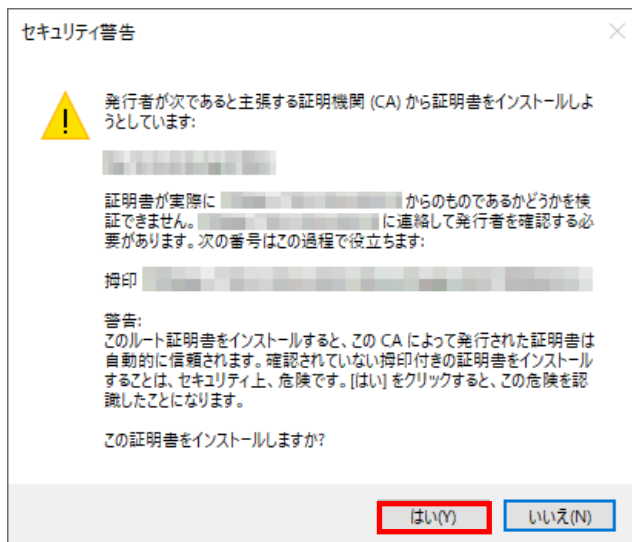 セキュリティ警告
発行者が次であると主張する証明機関 (CA) から証明書をインストールしよ
うとしています:
証明書が実際に からのものであるかどうかを検
証できません。 に連絡して発行者を確認する必
要があります。次の番号はこの過程で役立ちます:
拇印
警告:
このルート証明書をインストールすると、この CA によって発行された証明書は
自動的に信頼されます。確認されていない拇印付きの証明書をインストール
することは、セキュリティ上、危険です。[はい] をクリックすると、この危険を認
識したことになります。
この証明書をインストールしますか?
はい(Y) いいえ(N)